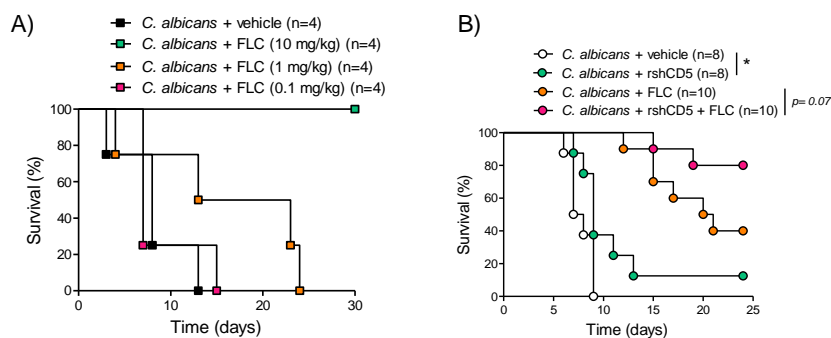 A)
C. albicans + vehicle (n=4)
C. albicans + FLC (10 mg/kg) (n=4)
C. albicans + FLC (1 mg/kg) (n=4)
C. albicans + FLC (0.1 mg/kg) (n=4)
100
80
60
40
20
0
Survival (%)
0 10 20 30
Time (days)
B)
C. albicans + vehicle (n=8)
C. albicans + rshCD5 (n=8)
*
C. albicans + FLC (n=10)
C. albicans + rshCD5 + FLC (n=10)
p= 0.07
100
80
60
40
20
0
Survival (%)
0 5 10 15 20 25
Time (days)